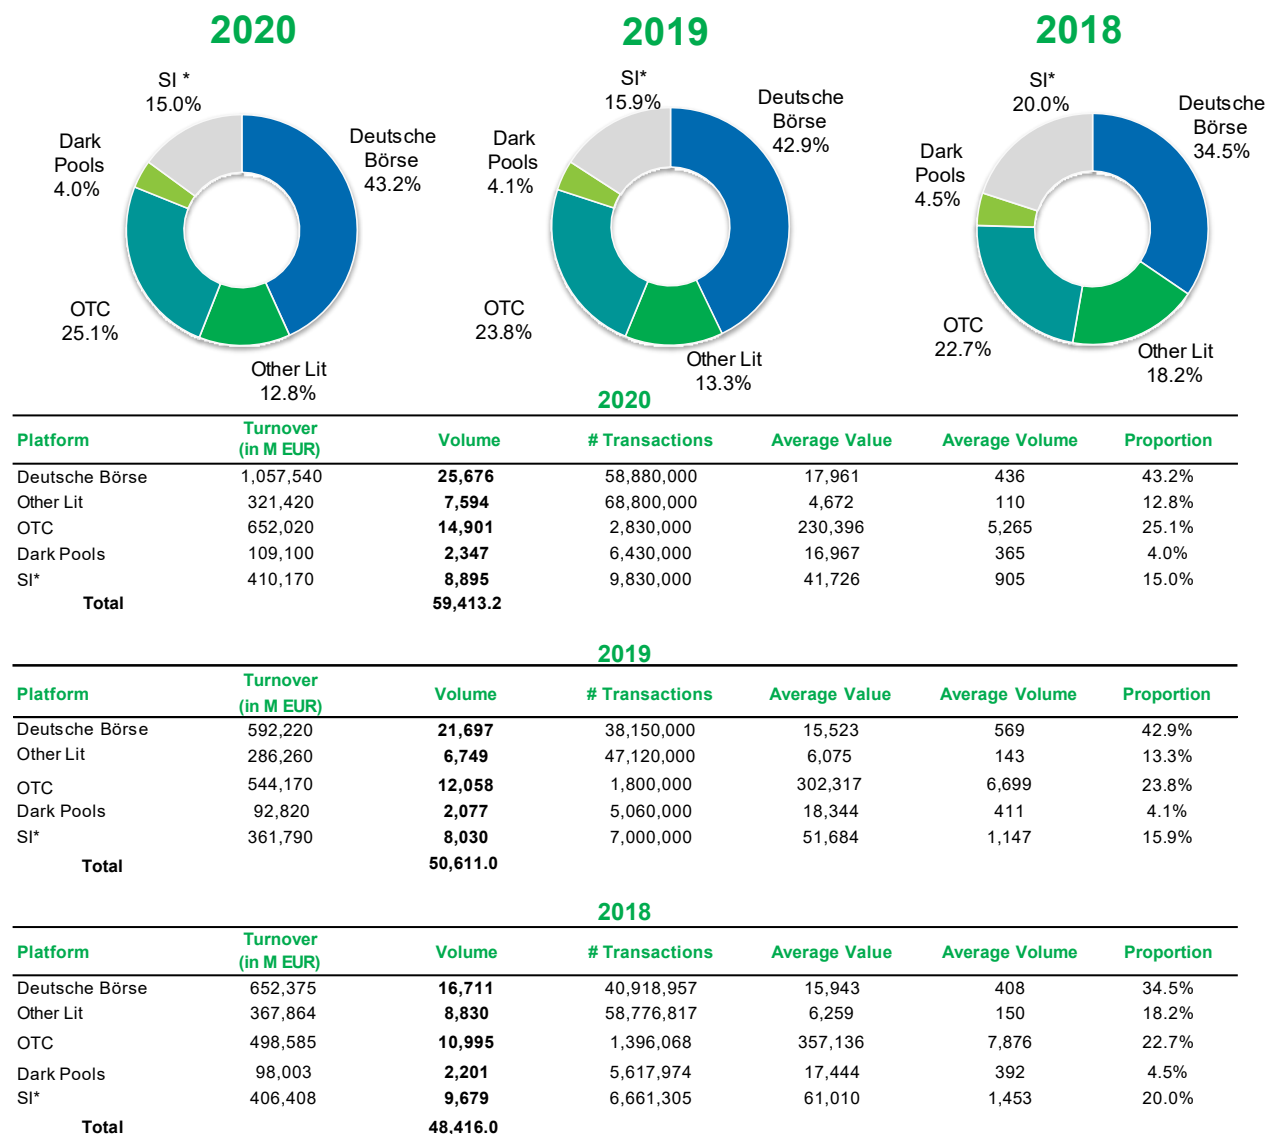 2020
2019
2018
SI *
15.0%
Deutsche
Börse
43.2%
Dark
Pools
4.0%
OTC
25.1%
Other Lit
12.8%
SI*
15.9%
Deutsche
Börse
42.9%
Dark
Pools
4.1%
OTC
23.8%
Other Lit
13.3%
SI*
20.0%
Deutsche
Börse
34.5%
Dark
Pools
4.5%
OTC
22.7%
Other Lit
18.2%
2020
Platform Turnover (in M EUR) Volume # Transactions Average Value Average Volume Proportion
Deutsche Börse 1,057,540 25,676 58,880,000 17,961 436 43.2%
Other Lit 321,420 7,594 68,800,000 4,672 110 12.8%
OTC 652,020 14,901 2,830,000 230,396 5,265 25.1%
Dark Pools 109,100 2,347 6,430,000 16,967 365 4.0%
SI* 410,170 8,895 9,830,000 41,726 905 15.0%
Total 59,413.2
2019
Platform Turnover (in M EUR) Volume # Transactions Average Value Average Volume Proportion
Deutsche Börse 592,220 21,697 38,150,000 15,523 569 42.9%
Other Lit 286,260 6,749 47,120,000 6,075 143 13.3%
OTC 544,170 12,058 1,800,000 302,317 6,699 23.8%
Dark Pools 92,820 2,077 5,060,000 18,344 411 4.1%
SI* 361,790 8,030 7,000,000 51,684 1,147 15.9%
Total 50,611.0
2018
Platform Turnover (in M EUR) Volume # Transactions Average Value Average Volume Proportion
Deutsche Börse 652,375 16,711 40,918,957 15,943 408 34.5%
Other Lit 367,864 8,830 58,776,817 6,259 150 18.2%
OTC 498,585 10,995 1,396,068 357,136 7,876 22.7%
Dark Pools 98,003 2,201 5,617,974 17,444 392 4.5%
SI* 406,408 9,679 6,661,305 61,010 1,453 20.0%
Total 48,416.0